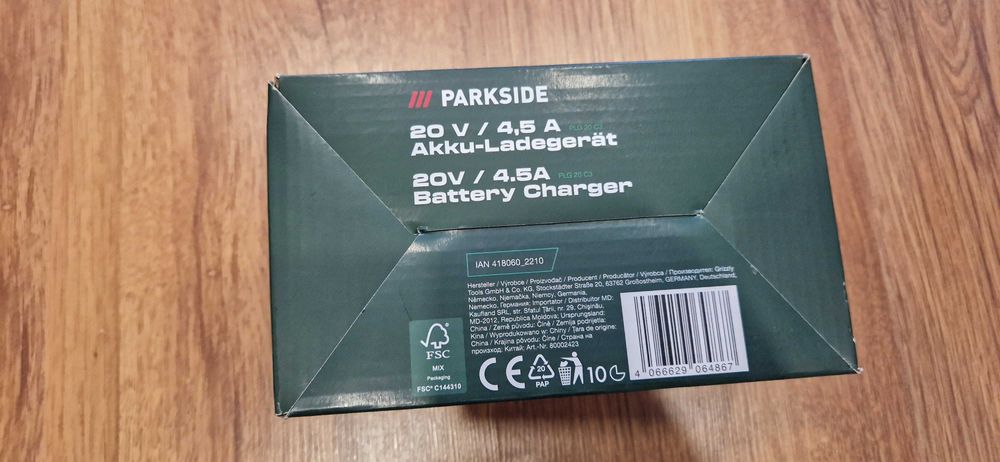 PARKSIDE
20 V / 4,5 A PLG 20 C3
Akku-Ladegerät
20V / 4.5A PLG 20 C3
Battery Charger
IAN 418060_2210
Hersteller / Výrobce / Proizvođač / Producent / Producător / Výrobca / Производител: Grizzly
Tools GmbH & Co. KG, Stockstädter Straße 20, 63762 Großostheim, GERMANY, Deutschland,
Německo, Njemačka, Niemcy, Germania,
Nemecko, Германия: Importator / Distribuitor MD:
Kaufland SRL, str. Sfatul Țării, nr. 29, Chișinău,
MD-2012, Republica Moldova: Ursprungsland:
China / Země původu: Čína / Zemlja podrijetla:
Kina / Wyprodukowano w: Chiny / Țara de origine:
China / Krajina pôvodu: Čína / Страна на
произход: Китай: Art.-Nr. 80002423
FSC
MIX
Packaging
FSC® C144310
CE
20
PAP
10
4 066629 064867